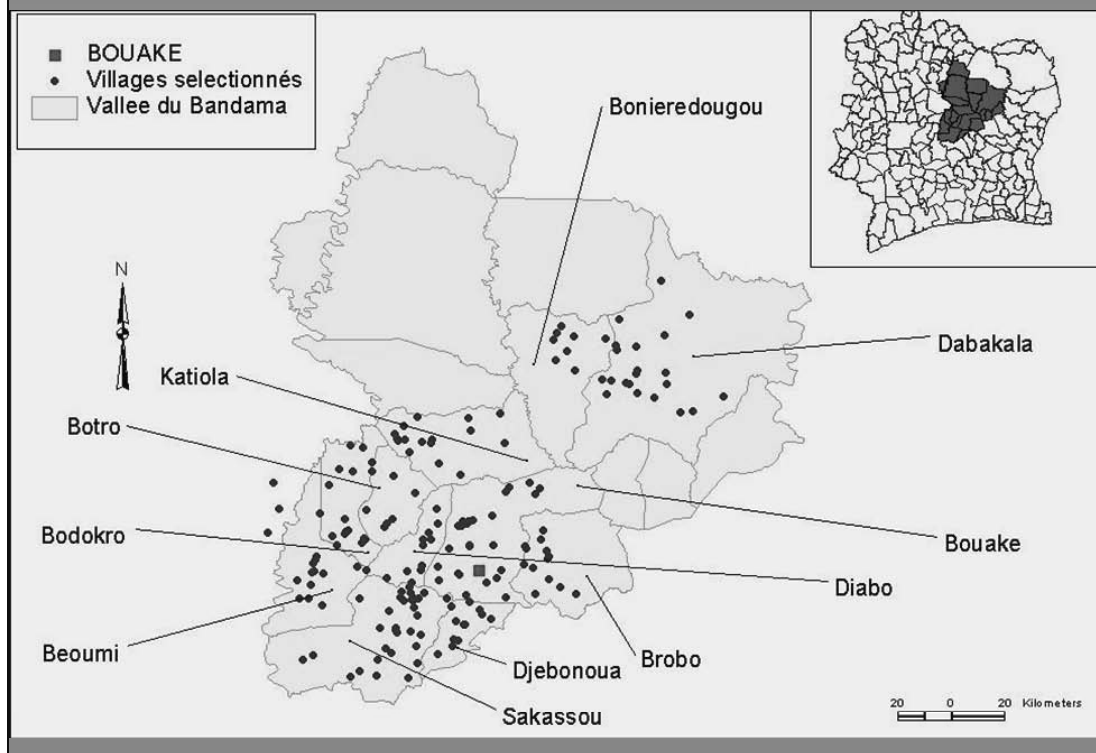 BOUAKE
Villages selectionnés
Vallee du Bandama
Bonieredougou
N
Dabakala
Katiola
Botro
Bodokro
Bouake
Diabo
Beoumi
Brobo
Djebonoua
Sakassou
20 0 20 Kilometers